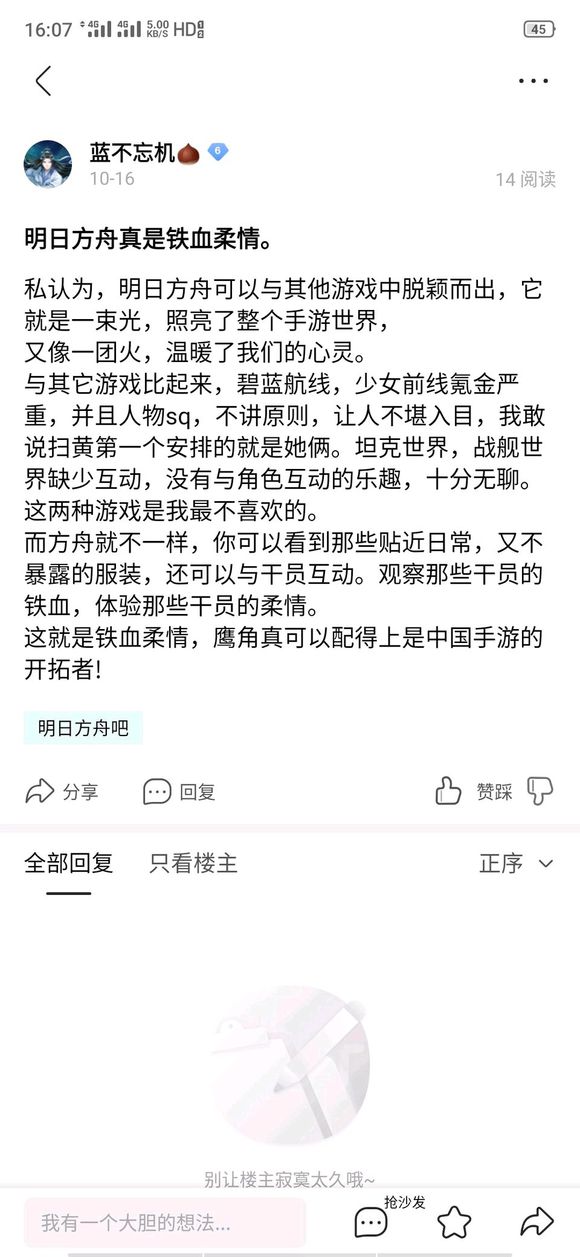 16:07 4G 4G 5.00 KB/S HD 1 2 45
蓝不忘机 6
10-16 14 阅读
明日方舟真是铁血柔情。
私认为，明日方舟可以与其他游戏中脱颖而出，它
就是一束光，照亮了整个手游世界，
又像一团火，温暖了我们的心灵。
与其它游戏比起来，碧蓝航线，少女前线氪金严
重，并且人物sq，不讲原则，让人不堪入目，我敢
说扫黄第一个安排的就是她俩。坦克世界，战舰世
界缺少互动，没有与角色互动的乐趣，十分无聊。
这两种游戏是我最不喜欢的。
而方舟就不一样，你可以看到那些贴近日常，又不
暴露的服装，还可以与干员互动。观察那些干员的
铁血，体验那些干员的柔情。
这就是铁血柔情，鹰角真可以配得上是中国手游的
开拓者!
明日方舟吧
分享 回复 赞踩
全部回复 只看楼主 正序
别让楼主寂寞太久哦~
我有一个大胆的想法... 抢沙发